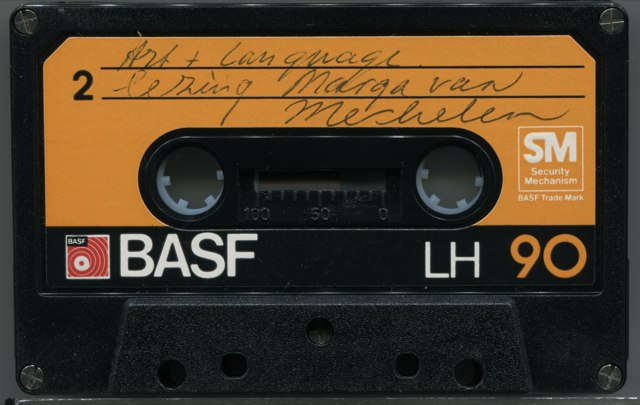 Art + Language.
2 lezing Marga van
Mechelen
SM
Security
Mechanism
BASF Trade Mark
100 50 0
BASF BASF LH 90